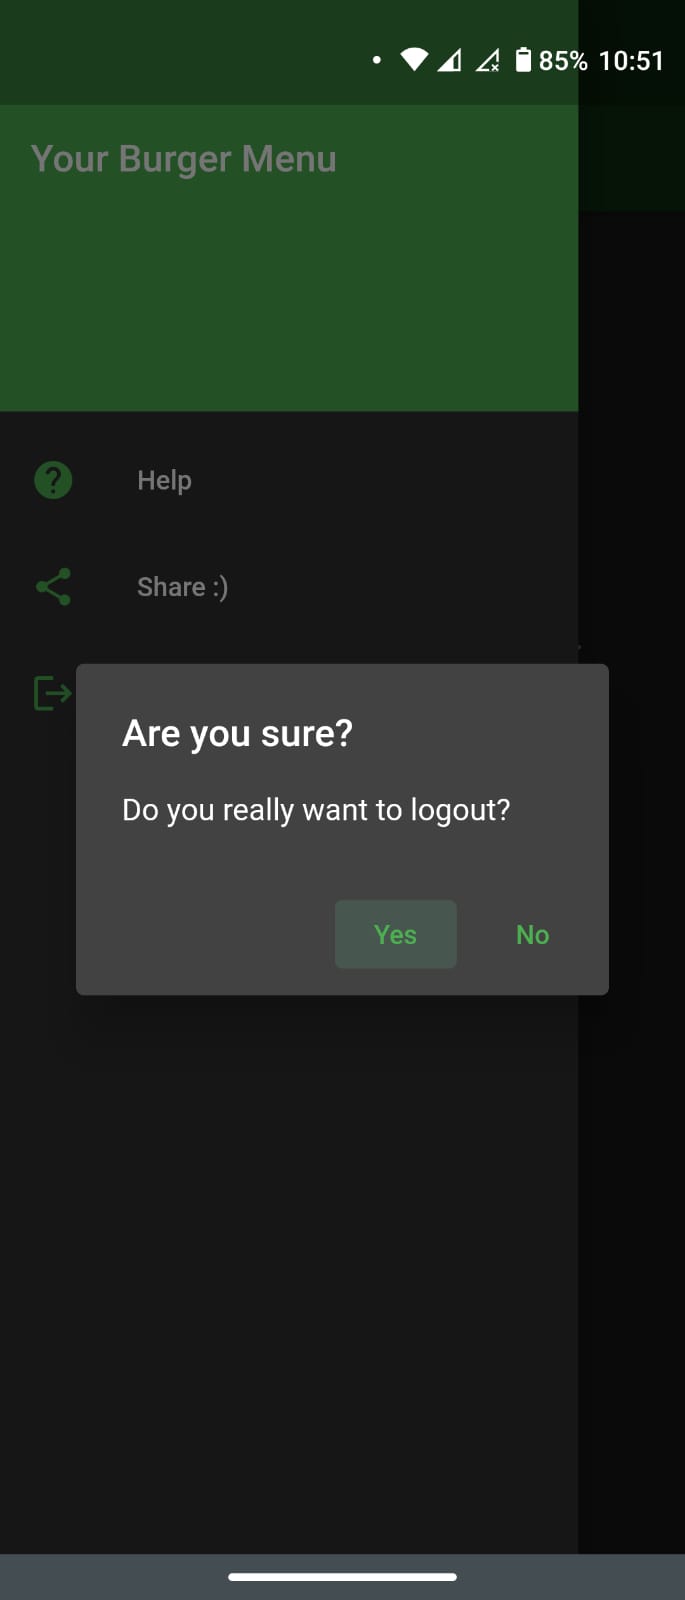 85% 10:51
Your Burger Menu
Help
Share :)
Are you sure?
Do you really want to logout?
Yes No